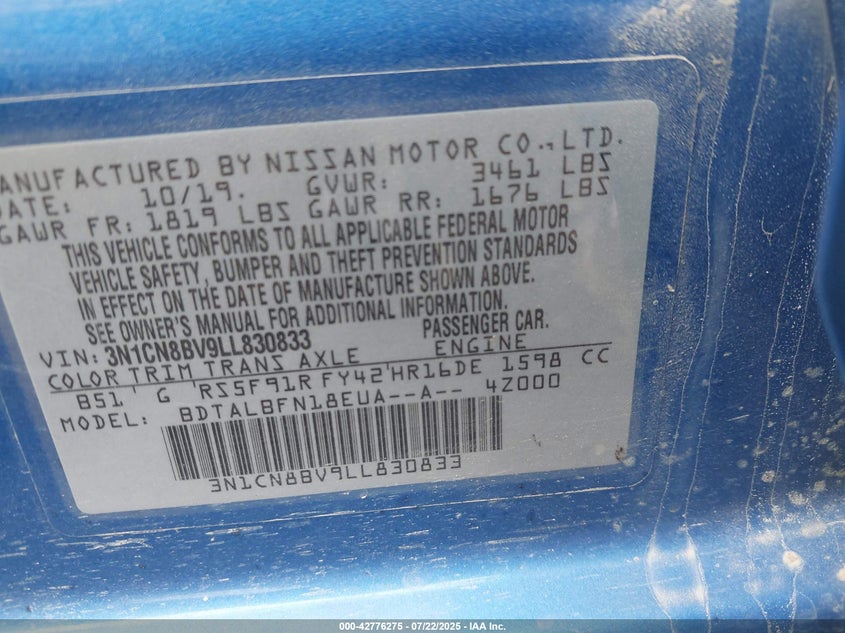 MANUFACTURED BY NISSAN MOTOR CO.,LTD.
DATE: 10/19. GVWR: 3461 LBS
GAWR FR: 1819 LBS GAWR RR: 1676 LBS
THIS VEHICLE CONFORMS TO ALL APPLICABLE FEDERAL MOTOR
VEHICLE SAFETY, BUMPER AND THEFT PREVENTION STANDARDS
IN EFFECT ON THE DATE OF MANUFACTURE SHOWN ABOVE.
SEE OWNER'S MANUAL FOR ADDITIONAL INFORMATION.
VIN: 3N1CN8BV9LL830833 PASSENGER CAR.
COLOR TRIM TRANS AXLE ENGINE
B51' G 'RS5F91R FY42'HR16DE 1598 CC
MODEL: BDTALBFN18EUA--A-- 4Z000
3N1CN8BV9LL830833
000-42776275 - 07/22/2025 - IAA Inc.